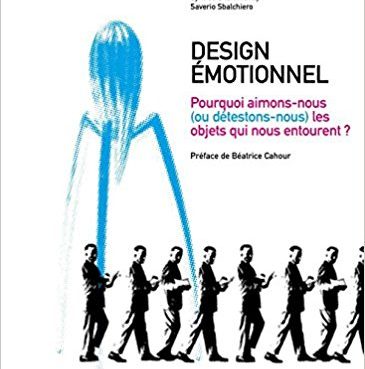 Saverio Sbalchiero
DESIGN
ÉMOTIONNEL
Pourquoi aimons-nous
(ou détestons-nous) les
objets qui nous entourent ?
Préface de Béatrice Cahour